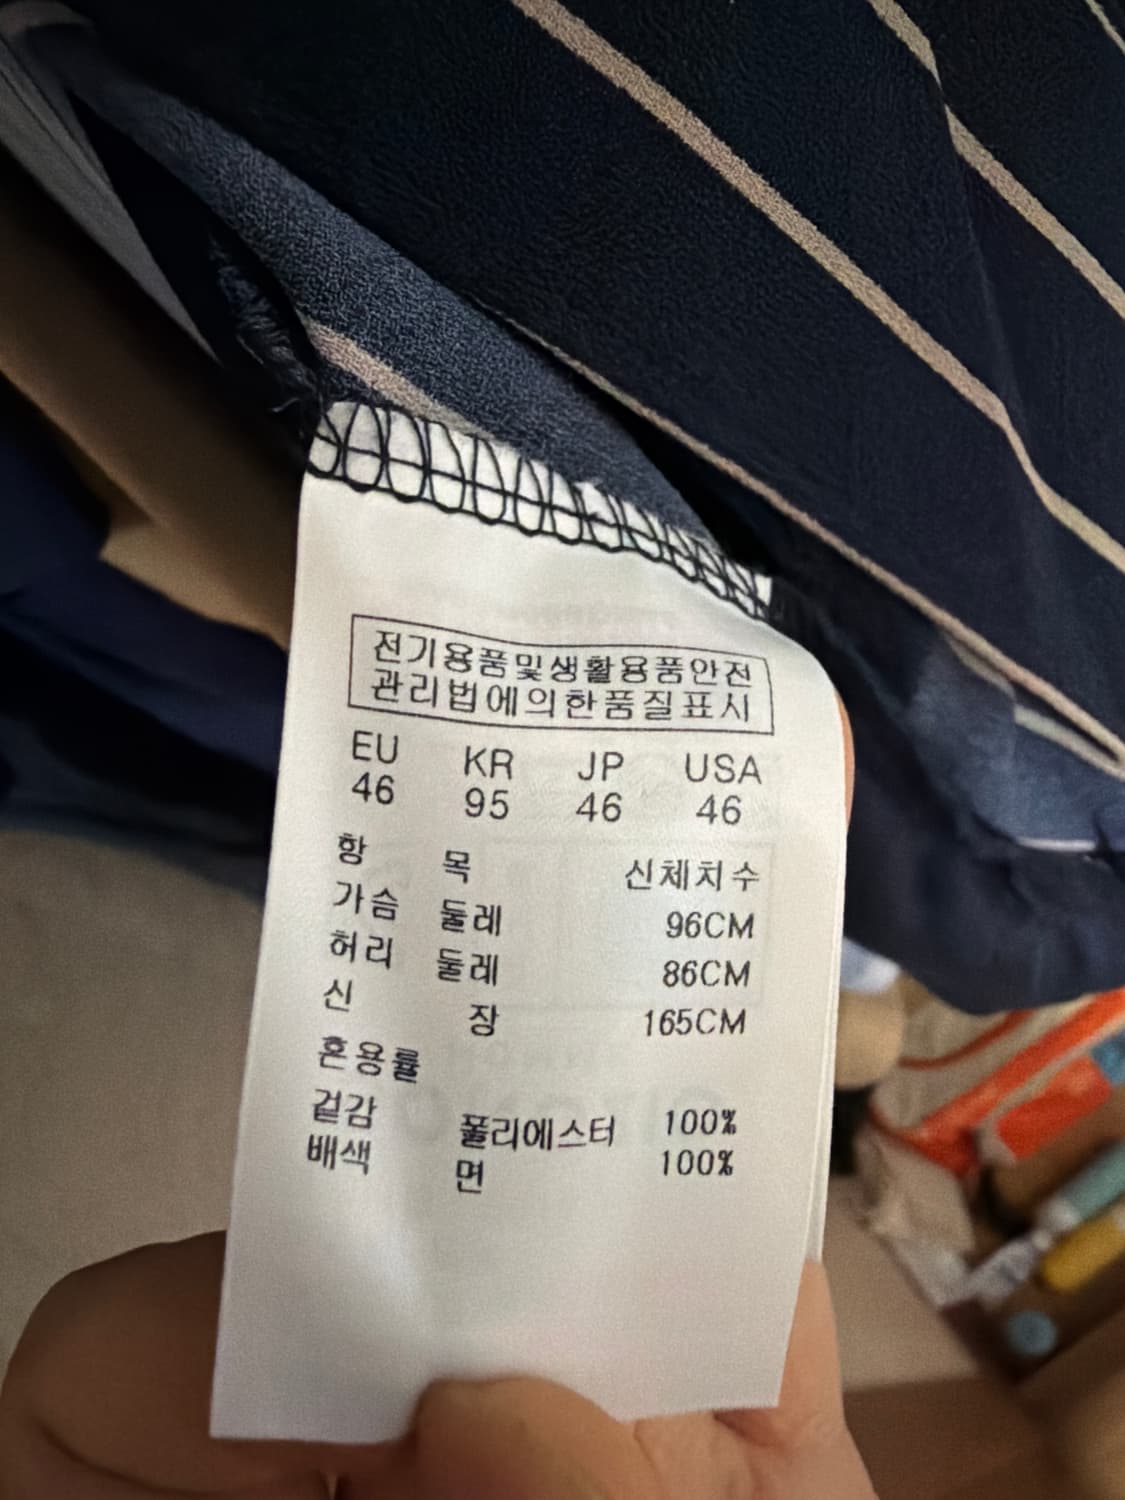 전기용품및생활용품안전
관리법에의한품질표시
EU KR JP USA
46 95 46 46
항 목 신체치수
가슴 둘레 96CM
허리 둘레 86CM
신 장 165CM
혼용률
겉감 폴리에스터 100%
배색 면 100%